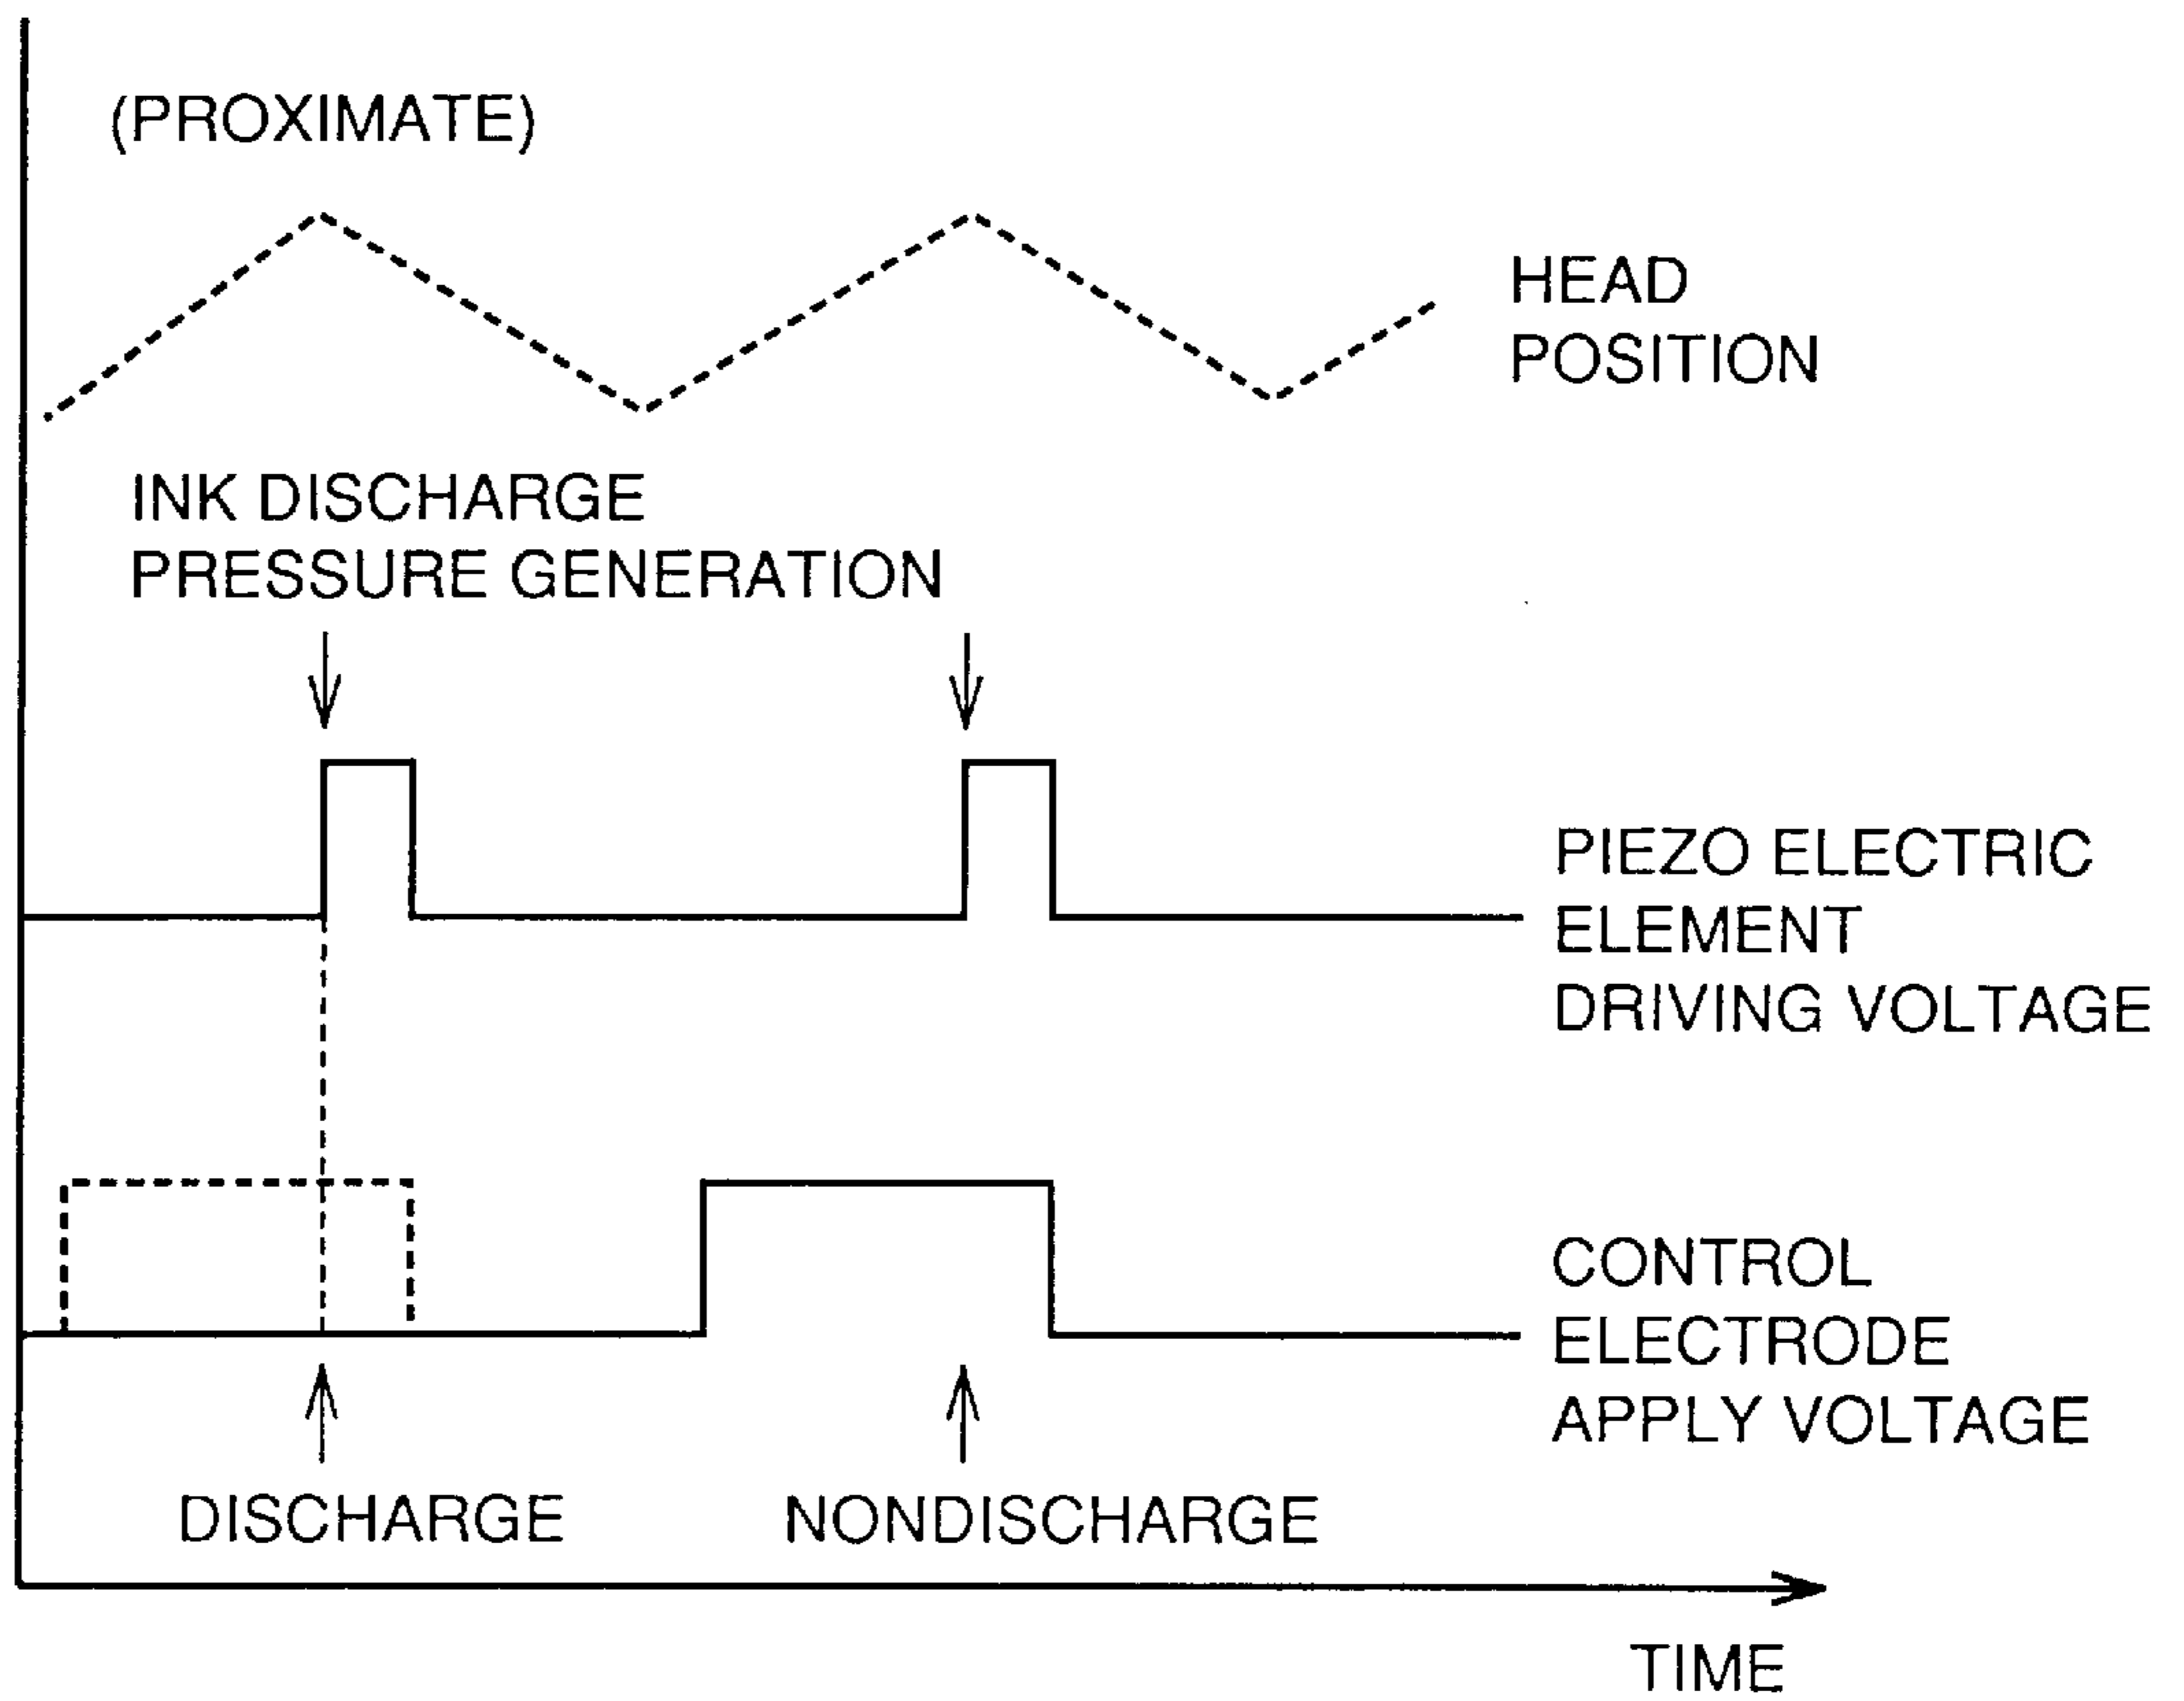 (PROXIMATE)
HEAD
POSITION
INK DISCHARGE
PRESSURE GENERATION
PIEZO ELECTRIC
ELEMENT
DRIVING VOLTAGE
CONTROL
ELECTRODE
APPLY VOLTAGE
DISCHARGE
NONDISCHARGE
TIME